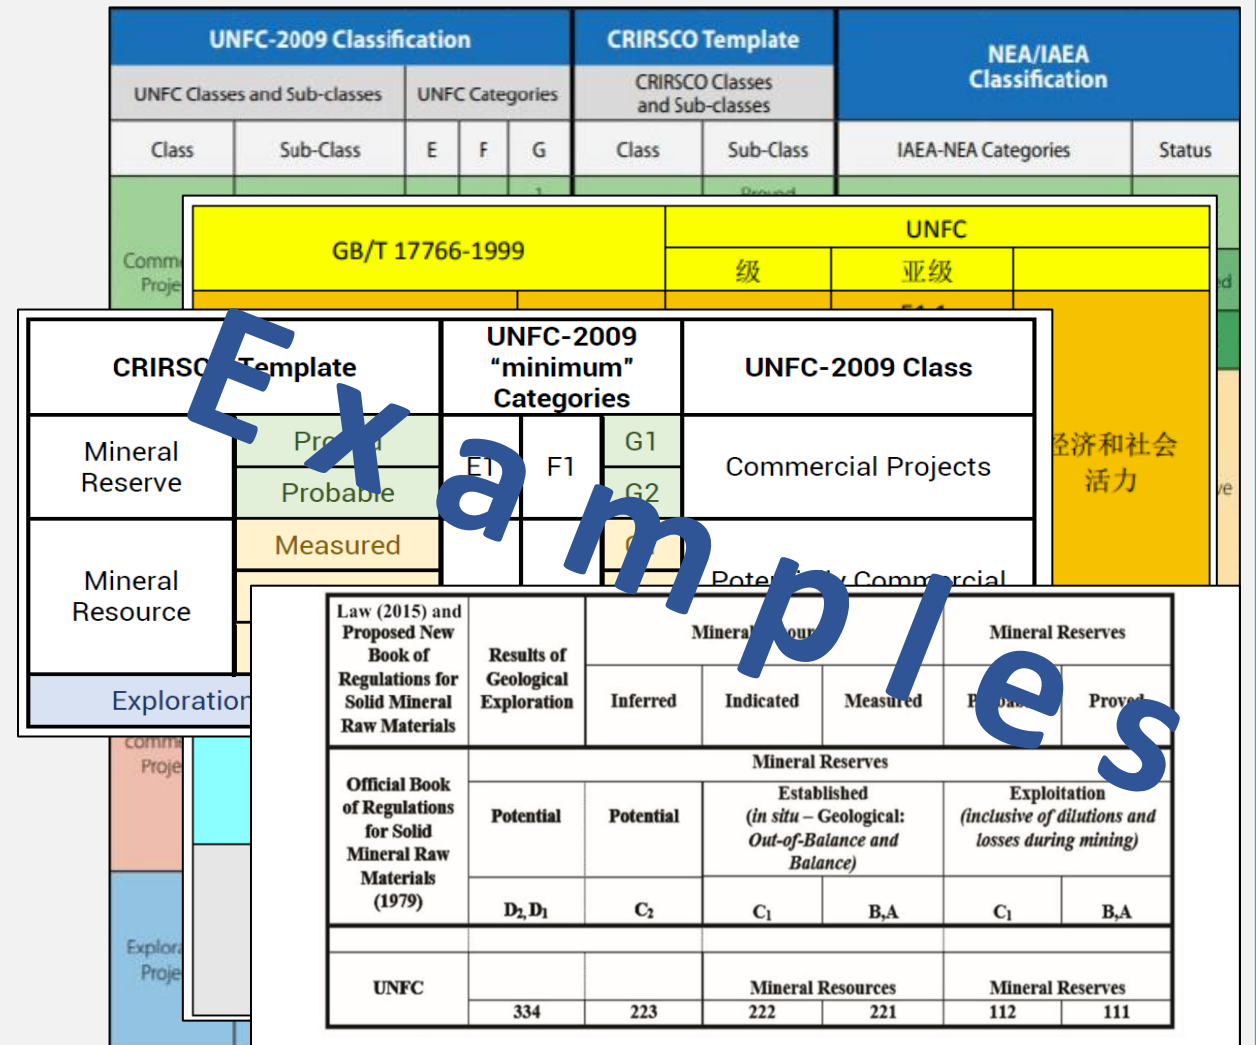 UNFC-2009 Classification
CRIRSCO Template
NEA/IAEA
Classification
UNFC Classes and Sub-classes
UNFC Categories
CRIRSCO Classes
and Sub-classes
Class
Sub-Class
E
F
G
Class
Sub-Class
IAEA-NEA Categories
Status
GB/T 17766-1999
UNFC
级
亚级
经济和社会
活力
CRIRSCO Template
UNFC-2009
“minimum”
Categories
UNFC-2009 Class
Mineral
Reserve
Proved
Probable
E1
F1
G1
G2
Commercial Projects
Mineral
Resource
Measured
Potentially Commercial
Exploration
Examples
Law (2015) and
Proposed New
Book of
Regulations for
Solid Mineral
Raw Materials
Results of
Geological
Exploration
Mineral Resources
Mineral Reserves
Inferred
Indicated
Measured
Probable
Proved
Official Book
of Regulations
for Solid
Mineral Raw
Materials
(1979)
Mineral Reserves
Potential
Potential
Established
(in situ – Geological:
Out-of-Balance and
Balance)
Exploitation
(inclusive of dilutions and
losses during mining)
D₂, D₁
C₂
C₁
B,A
C₁
B,A
UNFC
Mineral Resources
Mineral Reserves
334
223
222
221
112
111